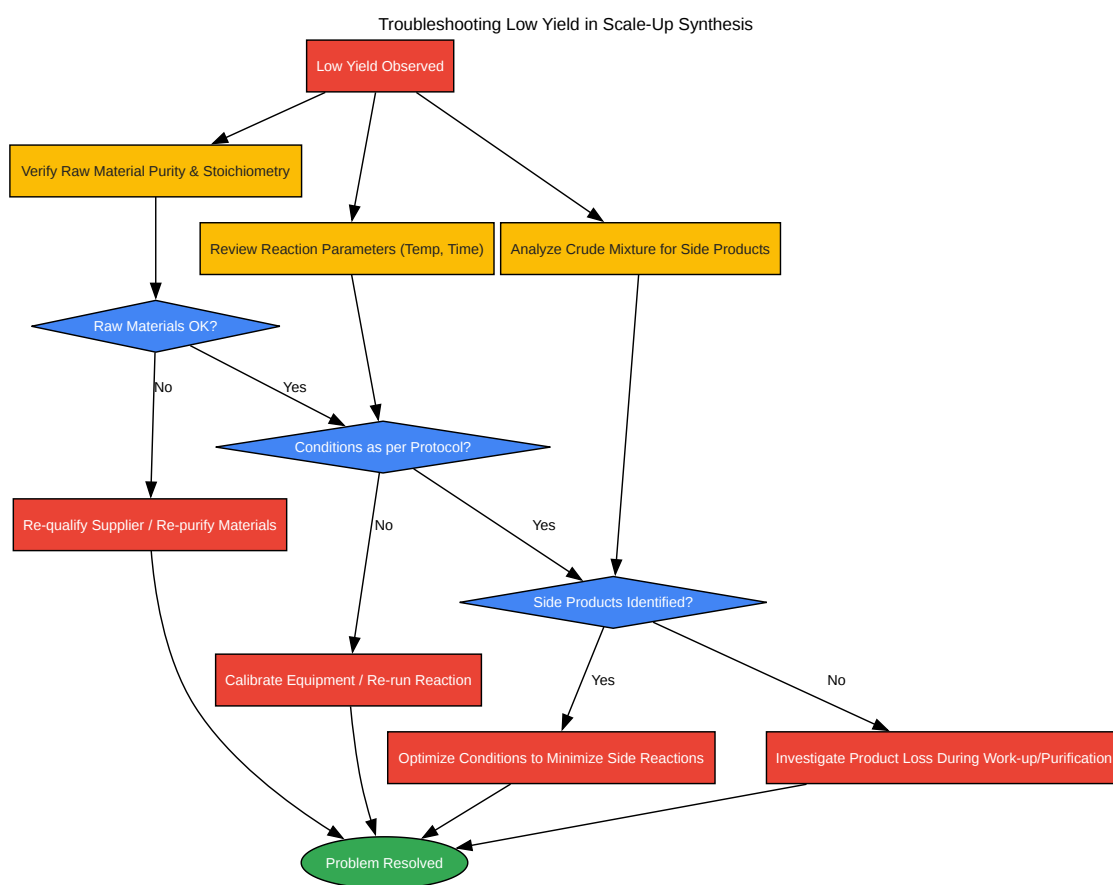 Troubleshooting Low Yield in Scale-Up Synthesis
Low Yield Observed
Verify Raw Material Purity & Stoichiometry
Review Reaction Parameters (Temp, Time)
Analyze Crude Mixture for Side Products
Raw Materials OK?
No
Yes
Conditions as per Protocol?
Re-qualify Supplier / Re-purify Materials
No
Yes
Side Products Identified?
Calibrate Equipment / Re-run Reaction
Yes
No
Optimize Conditions to Minimize Side Reactions
Investigate Product Loss During Work-up/Purification
Problem Resolved